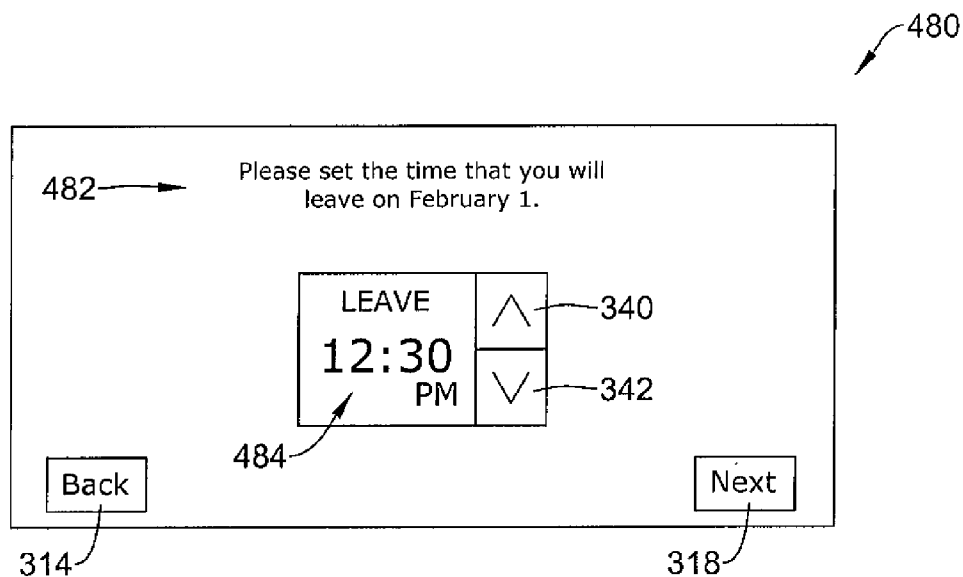 480
482
Please set the time that you will
leave on February 1.
LEAVE
12:30
PM
340
342
484
Back
Next
314
318